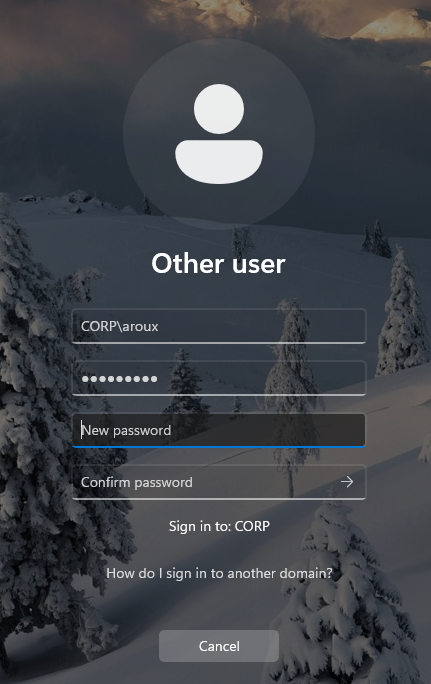 Other user
CORP\aroux
●●●●●●●●●
New password
Confirm password
Sign in to: CORP
How do I sign in to another domain?
Cancel